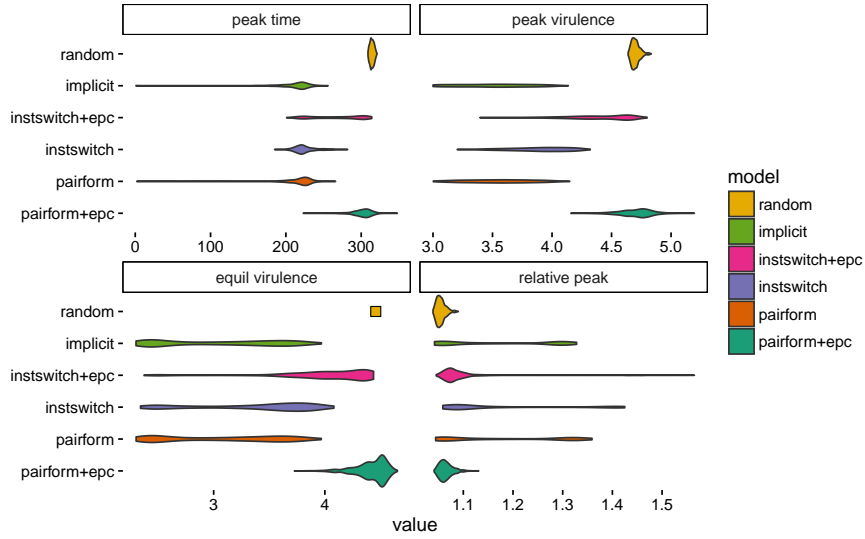 peak time peak virulence
random
implicit
instswitch+epc
instswitch
pairform
pairform+epc
0 100 200 300 3.0 3.5 4.0 4.5 5.0
equil virulence relative peak
random
implicit
instswitch+epc
instswitch
pairform
pairform+epc
3 4 1.1 1.2 1.3 1.4 1.5
value
model
random
implicit
instswitch+epc
instswitch
pairform
pairform+epc